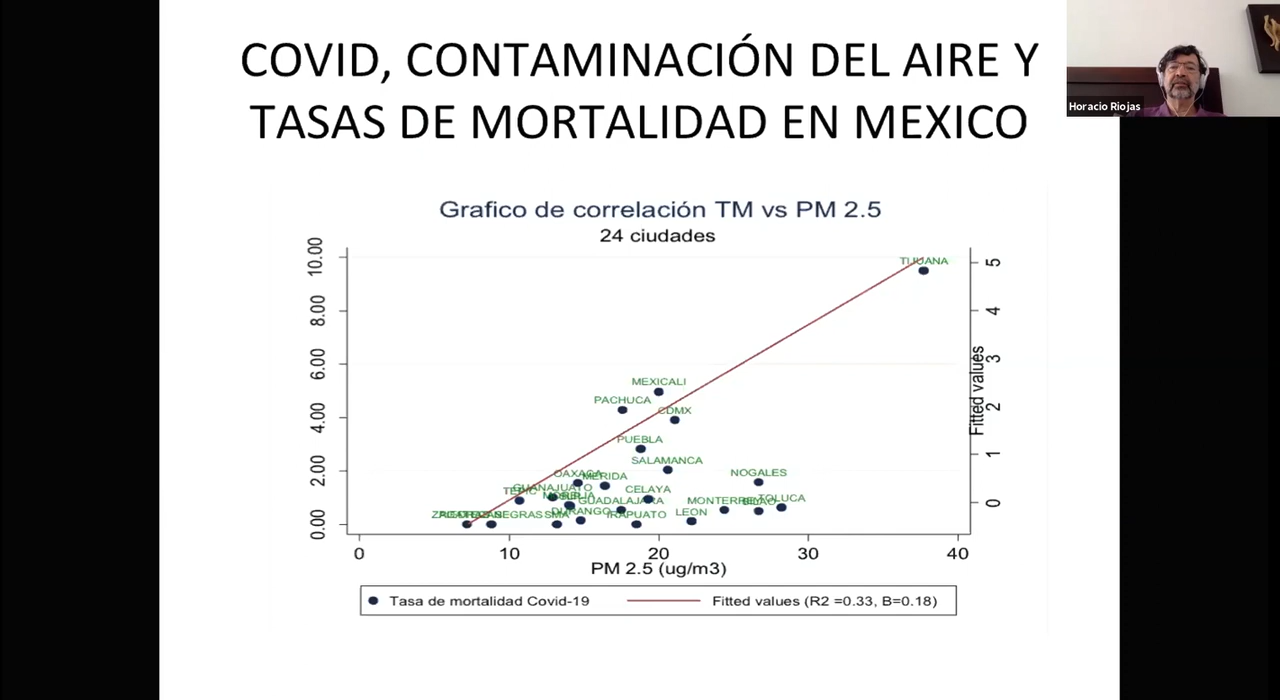 COVID, CONTAMINACIÓN DEL AIRE Y
TASAS DE MORTALIDAD EN MEXICO
Horacio Riojas
Grafico de correlación TM vs PM 2.5
24 ciudades
10.00
8.00
6.00
4.00
2.00
0.00
TIJUANA
MEXICALI
PACHUCA
CDMX
PUEBLA
SALAMANCA
OAXACA
MERIDA
NOGALES
GUANAJUATO
CELAYA
TEPIC
GUADALAJARA
MONTERREY
TOLUCA
DURANGO
LEON
NEGRAS
SMA
IRAPUATO
5
4
3
2
1
0
Fitted values
0
10
20
30
40
PM 2.5 (ug/m3)
Tasa de mortalidad Covid-19
Fitted values (R2 =0.33, B=0.18)